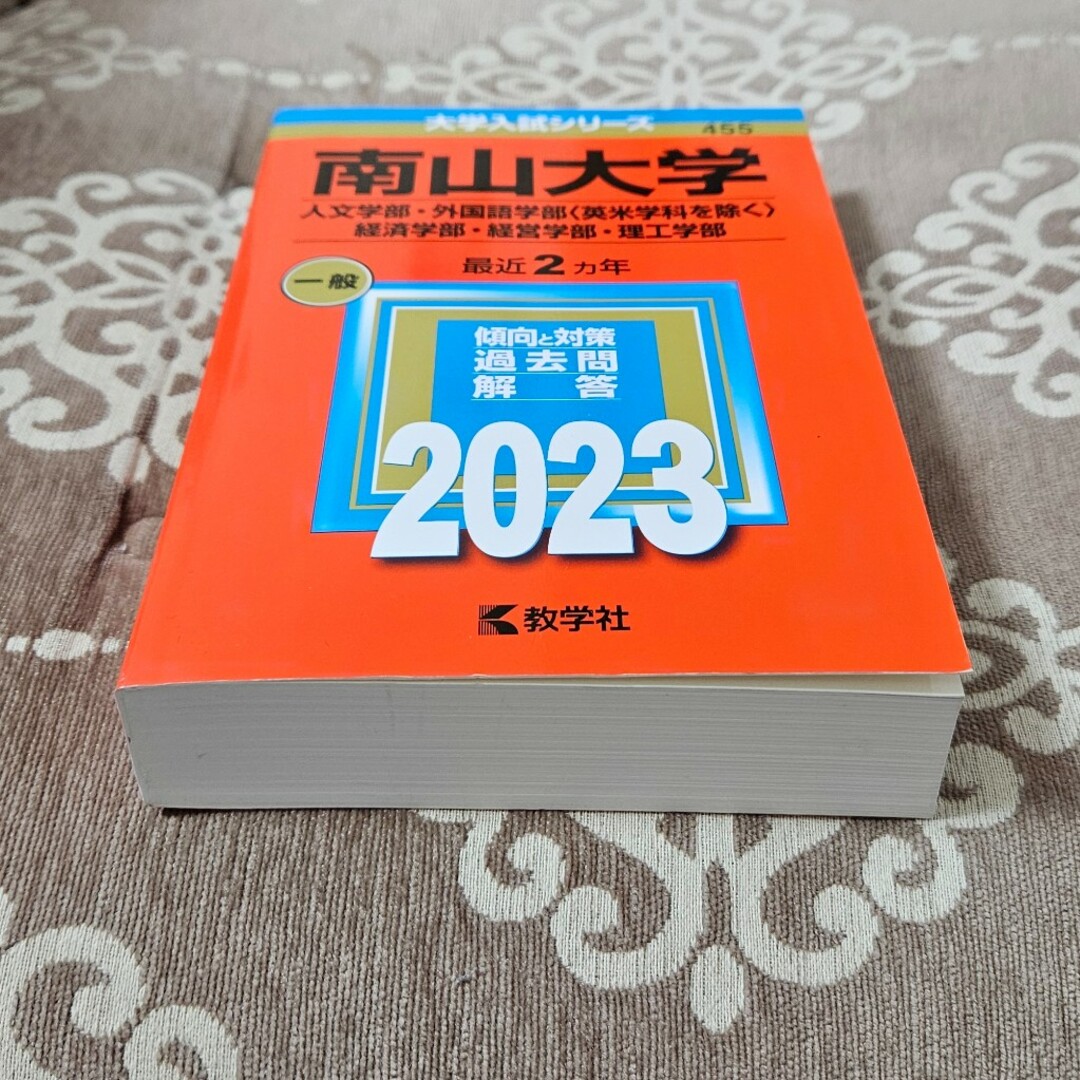 大学入試シリーズ
455
南山大学
人文学部・外国語学部〈英米学科を除く〉
経済学部・経営学部・理工学部
最近2カ年
一般
傾向と対策
過去問
解答
2023
教学社